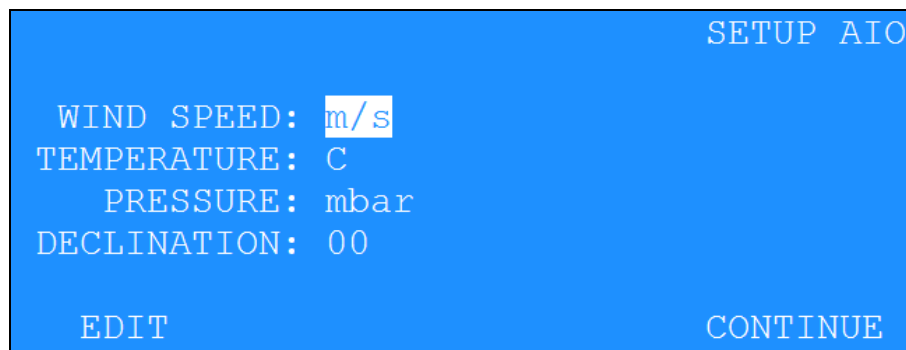 SETUP AIO
WIND SPEED: m/s
TEMPERATURE: C
PRESSURE: mbar
DECLINATION: 00
EDIT CONTINUE